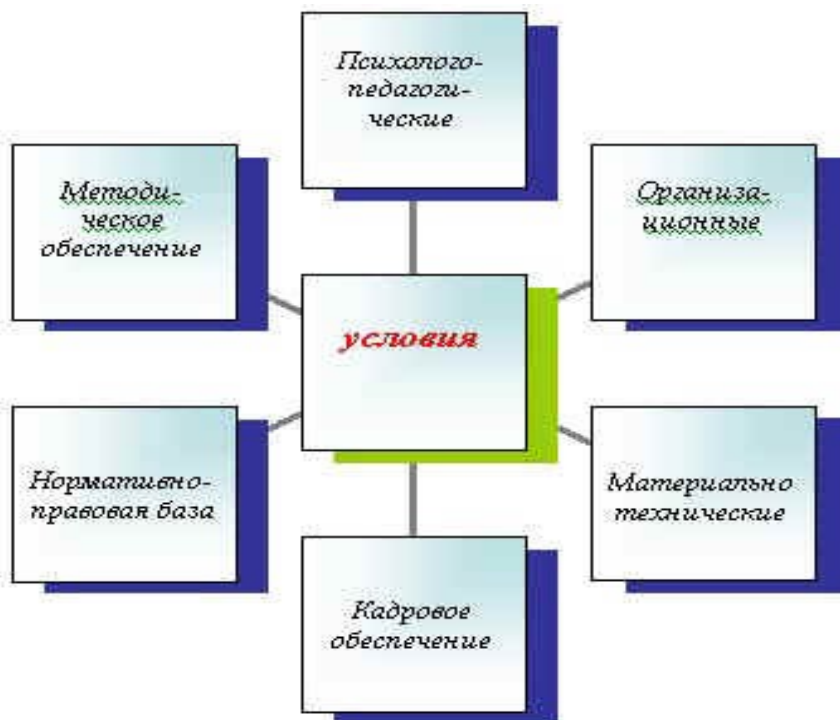 Психолого-
педагоги-
ческие
Методи-
ческое
обеспечение
Организа-
ционные
условия
Нормативно-
правовая база
Материально
технические
Кадровое
обеспечение